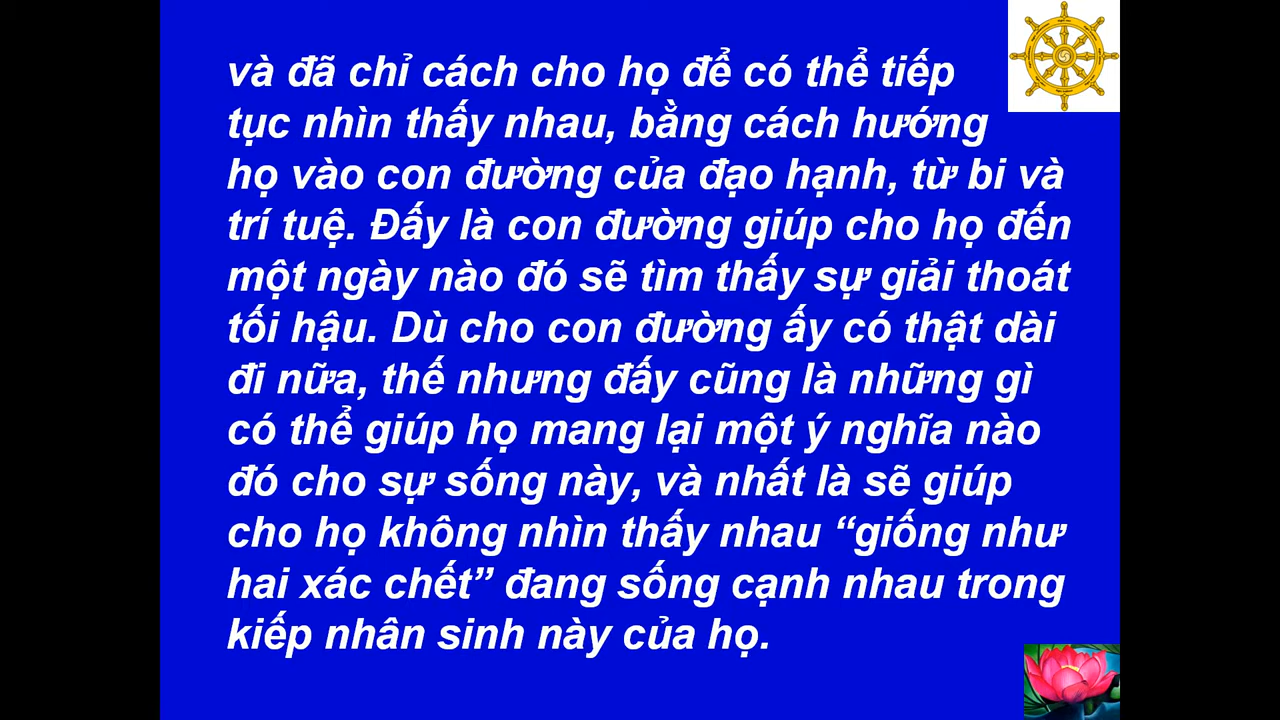 và đã chỉ cách cho họ để có thể tiếp
tục nhìn thấy nhau, bằng cách hướng
họ vào con đường của đạo hạnh, từ bi và
trí tuệ. Đấy là con đường giúp cho họ đến
một ngày nào đó sẽ tìm thấy sự giải thoát
tối hậu. Dù cho con đường ấy có thật dài
đi nữa, thế nhưng đấy cũng là những gì
có thể giúp họ mang lại một ý nghĩa nào
đó cho sự sống này, và nhất là sẽ giúp
cho họ không nhìn thấy nhau “giống như
hai xác chết” đang sống cạnh nhau trong
kiếp nhân sinh này của họ.